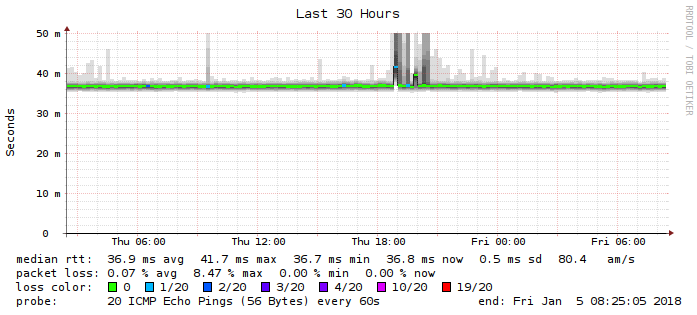 Last 30 Hours
RRDTOOL / TOBI OETIKER
Seconds
50 m
40 m
30 m
20 m
10 m
0
Thu 06:00 Thu 12:00 Thu 18:00 Fri 00:00 Fri 06:00
median rtt: 36.9 ms avg 41.7 ms max 36.7 ms min 36.8 ms now 0.5 ms sd 80.4 am/s
packet loss: 0.07 % avg 8.47 % max 0.00 % min 0.00 % now
loss color: 0 1/20 2/20 3/20 4/20 10/20 19/20
probe: 20 ICMP Echo Pings (56 Bytes) every 60s end: Fri Jan 5 08:25:05 2018